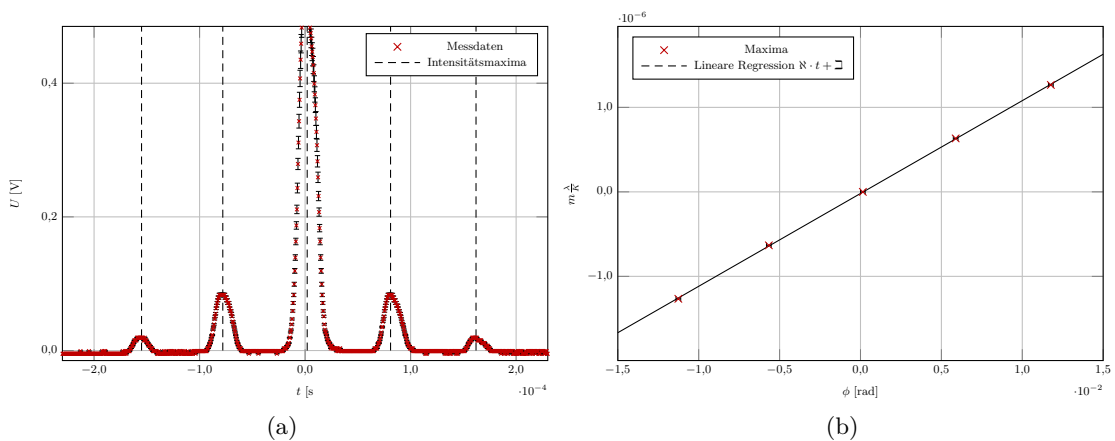 Messdaten
Intensitätsmaxima
0,4
0,2
0,0
U [V]
−2,0 −1,0 0,0 1,0 2,0
·10⁻⁴
t [s
(a)
·10⁻⁶
Maxima
Lineare Regression ℵ · t + ℶ
1,0
0,0
−1,0
m λ/K
−1,5 −1,0 −0,5 0,0 0,5 1,0 1,5
·10⁻²
ϕ [rad]
(b)